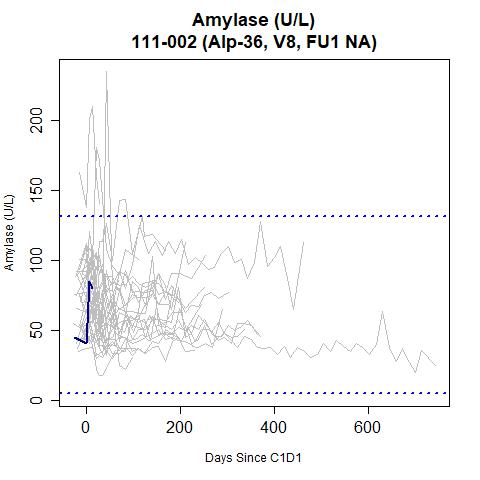 Amylase (U/L)
111-002 (Alp-36, V8, FU1 NA)
Amylase (U/L)
200
150
100
50
0
0 200 400 600
Days Since C1D1